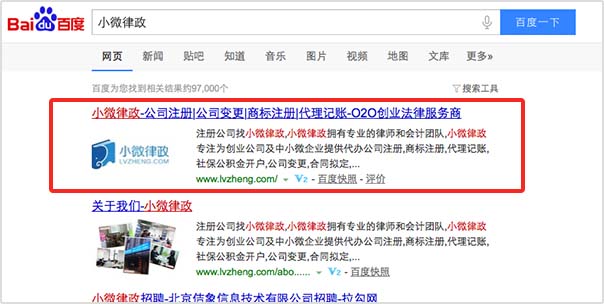 Bai du 百度
小微律政
百度一下
网页 新闻 贴吧 知道 音乐 图片 视频 地图 文库 更多»
百度为您找到相关结果约97,000个
搜索工具
小微律政-公司注册|公司变更|商标注册|代理记账-O2O创业法律服务商
小微律政
LVZHENG.COM
注册公司找小微律政,小微律政拥有专业的律师和会计团队,小微律政
专注为创业公司及中小微企业提供代办公司注册,商标注册,代理记账,
社保公积会开户,公司变更,合同拟定,...
www.lvzheng.com/ V2 - 百度快照 - 评价
关于我们-小微律政
注册公司找小微律政,小微律政拥有专业的律师和会计团队,小微律政
专注为创业公司及中小微企业提供代办公司注册,商标注册,代理记账,
社保公积会开户,公司变更,合同拟定,...
www.lvzheng.com/abo...... V2 - 百度快照
小微律政招聘-北京佶象信息技术有限公司招聘-拉勾网